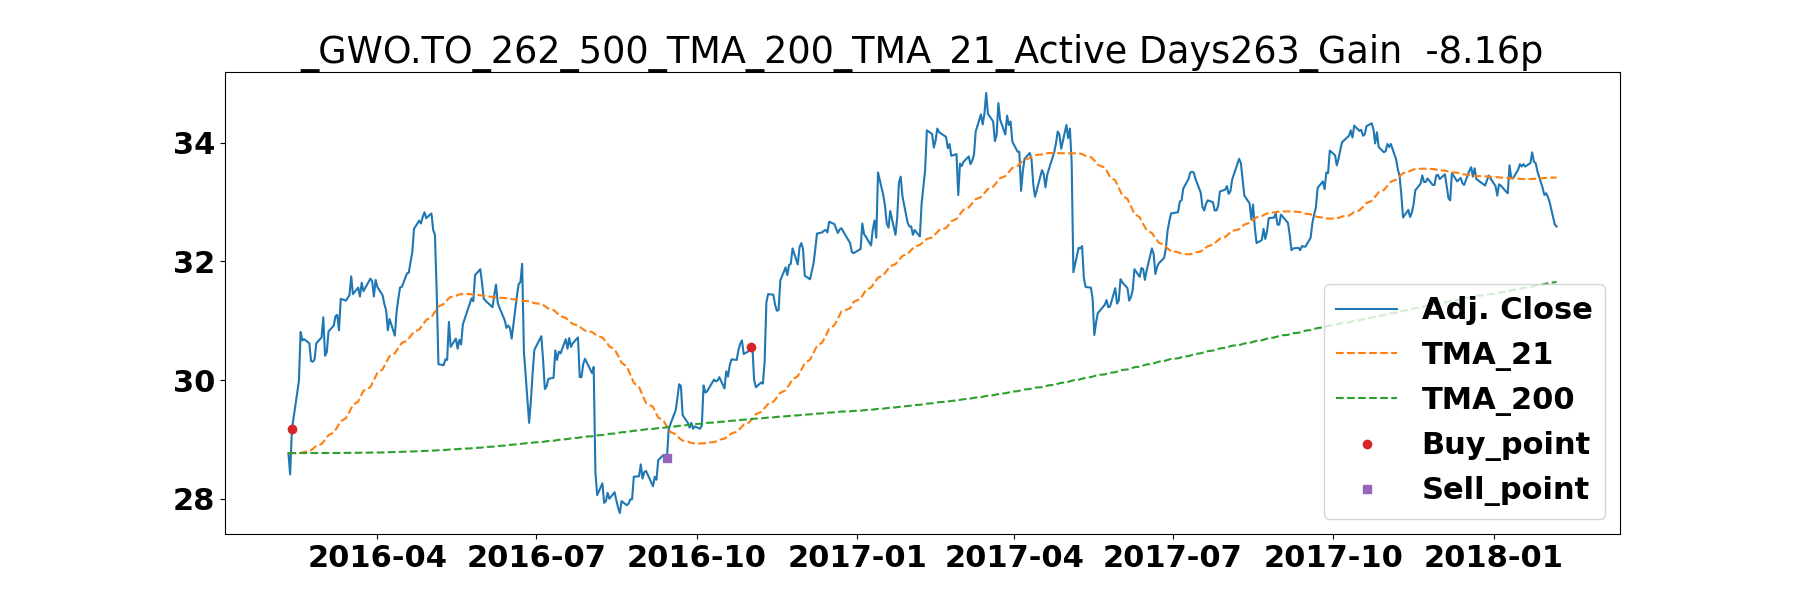 _GWO.TO_262_500_TMA_200_TMA_21_Active Days263_Gain  -8.16p
34
32
30
28
2016-04
2016-07
2016-10
2017-01
2017-04
2017-07
2017-10
2018-01
Adj. Close
TMA_21
TMA_200
Buy_point
Sell_point